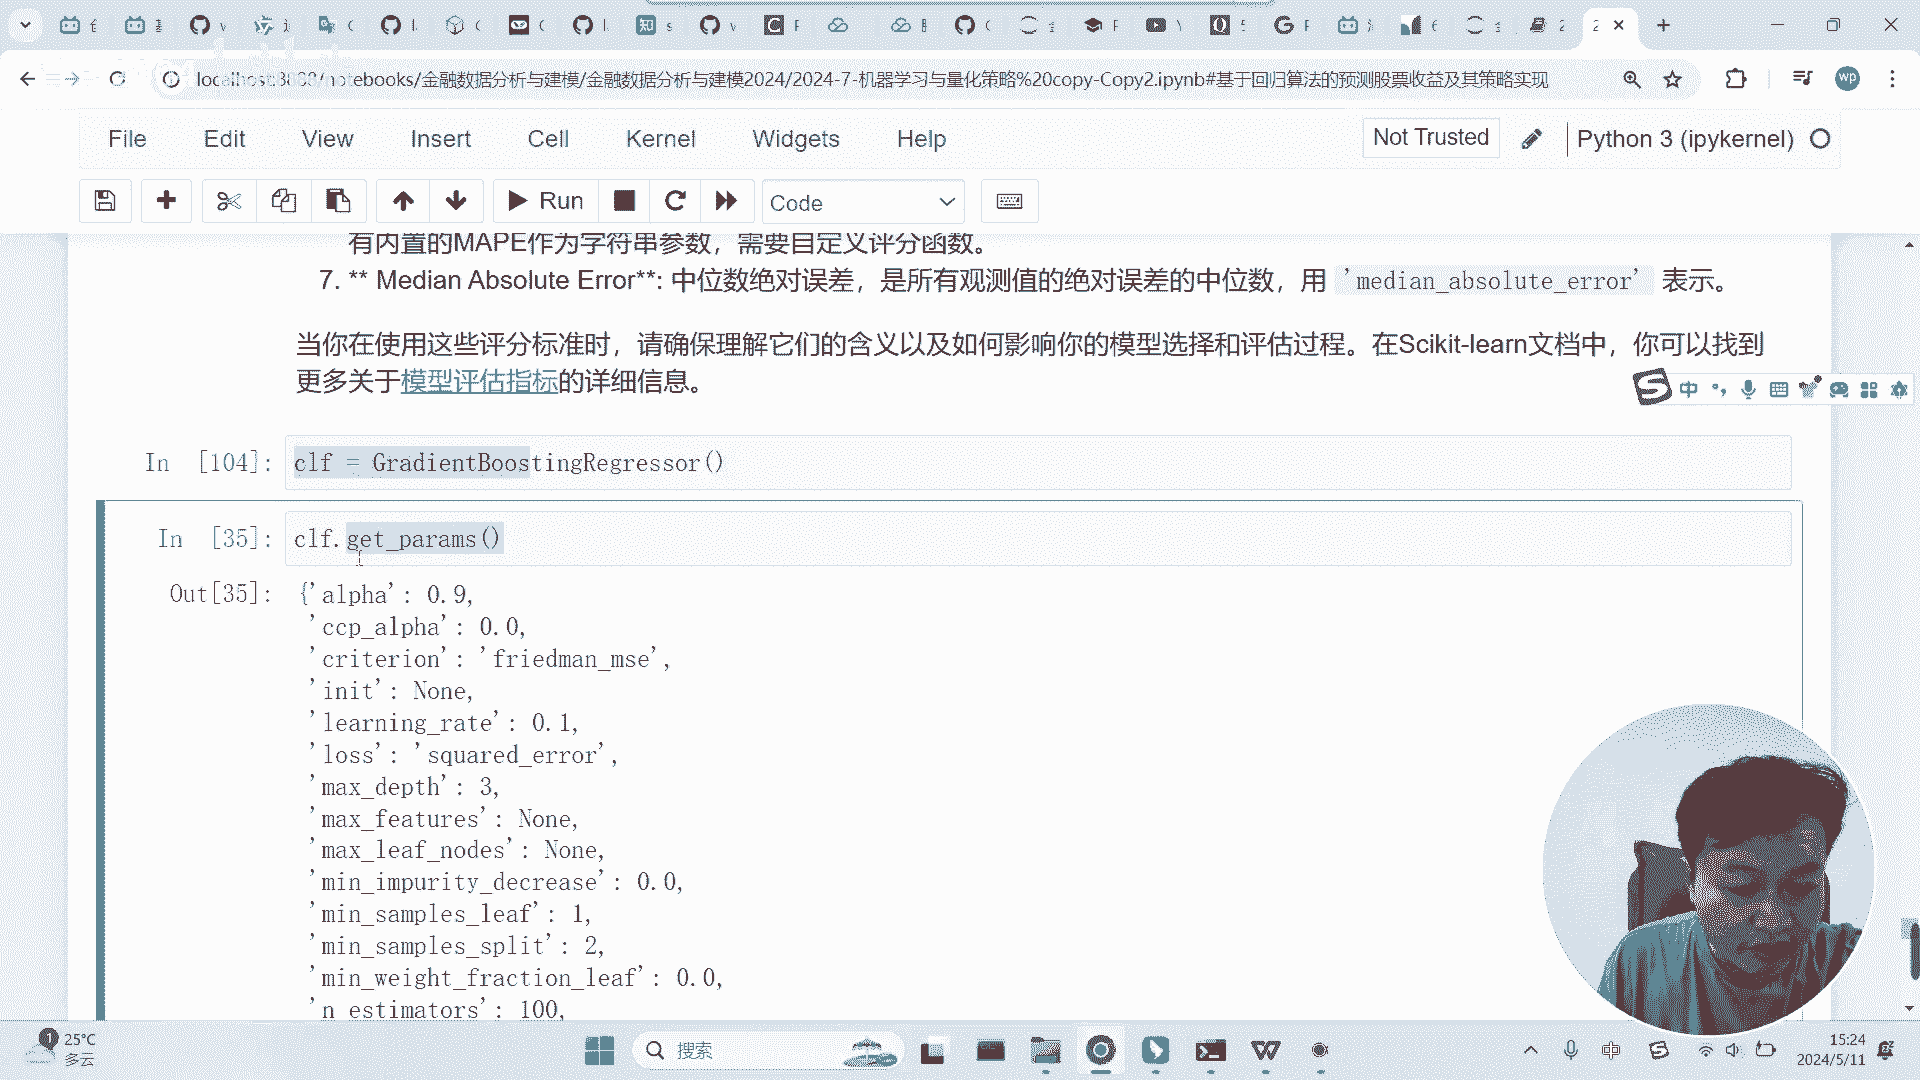 localhost:8888/notebooks/金融数据分析与建模/金融数据分析与建模2024/2024-7-机器学习与量化策略%20copy-Copy2.ipynb#基于回归算法的预测股票收益及其策略实现
wp
File Edit View Insert Cell Kernel Widgets Help
Not Trusted
Python 3 (ipykernel)
Run
Code
有内置的MAPE作为字符串参数，需要自定义评分函数。
7. ** Median Absolute Error**: 中位数绝对误差，是所有观测值的绝对误差的中位数，用 'median_absolute_error' 表示。
当你在使用这些评分标准时，请确保理解它们的含义以及如何影响你的模型选择和评估过程。在Scikit-learn文档中，你可以找到
更多关于模型评估指标的详细信息。
中
In [104]: clf = GradientBoostingRegressor()
In [35]: clf.get_params()
Out[35]: {'alpha': 0.9,
'ccp_alpha': 0.0,
'criterion': 'friedman_mse',
'init': None,
'learning_rate': 0.1,
'loss': 'squared_error',
'max_depth': 3,
'max_features': None,
'max_leaf_nodes': None,
'min_impurity_decrease': 0.0,
'min_samples_leaf': 1,
'min_samples_split': 2,
'min_weight_fraction_leaf': 0.0,
'n_estimators': 100,
1
25°C
多云
搜索
中
15:24
2024/5/11